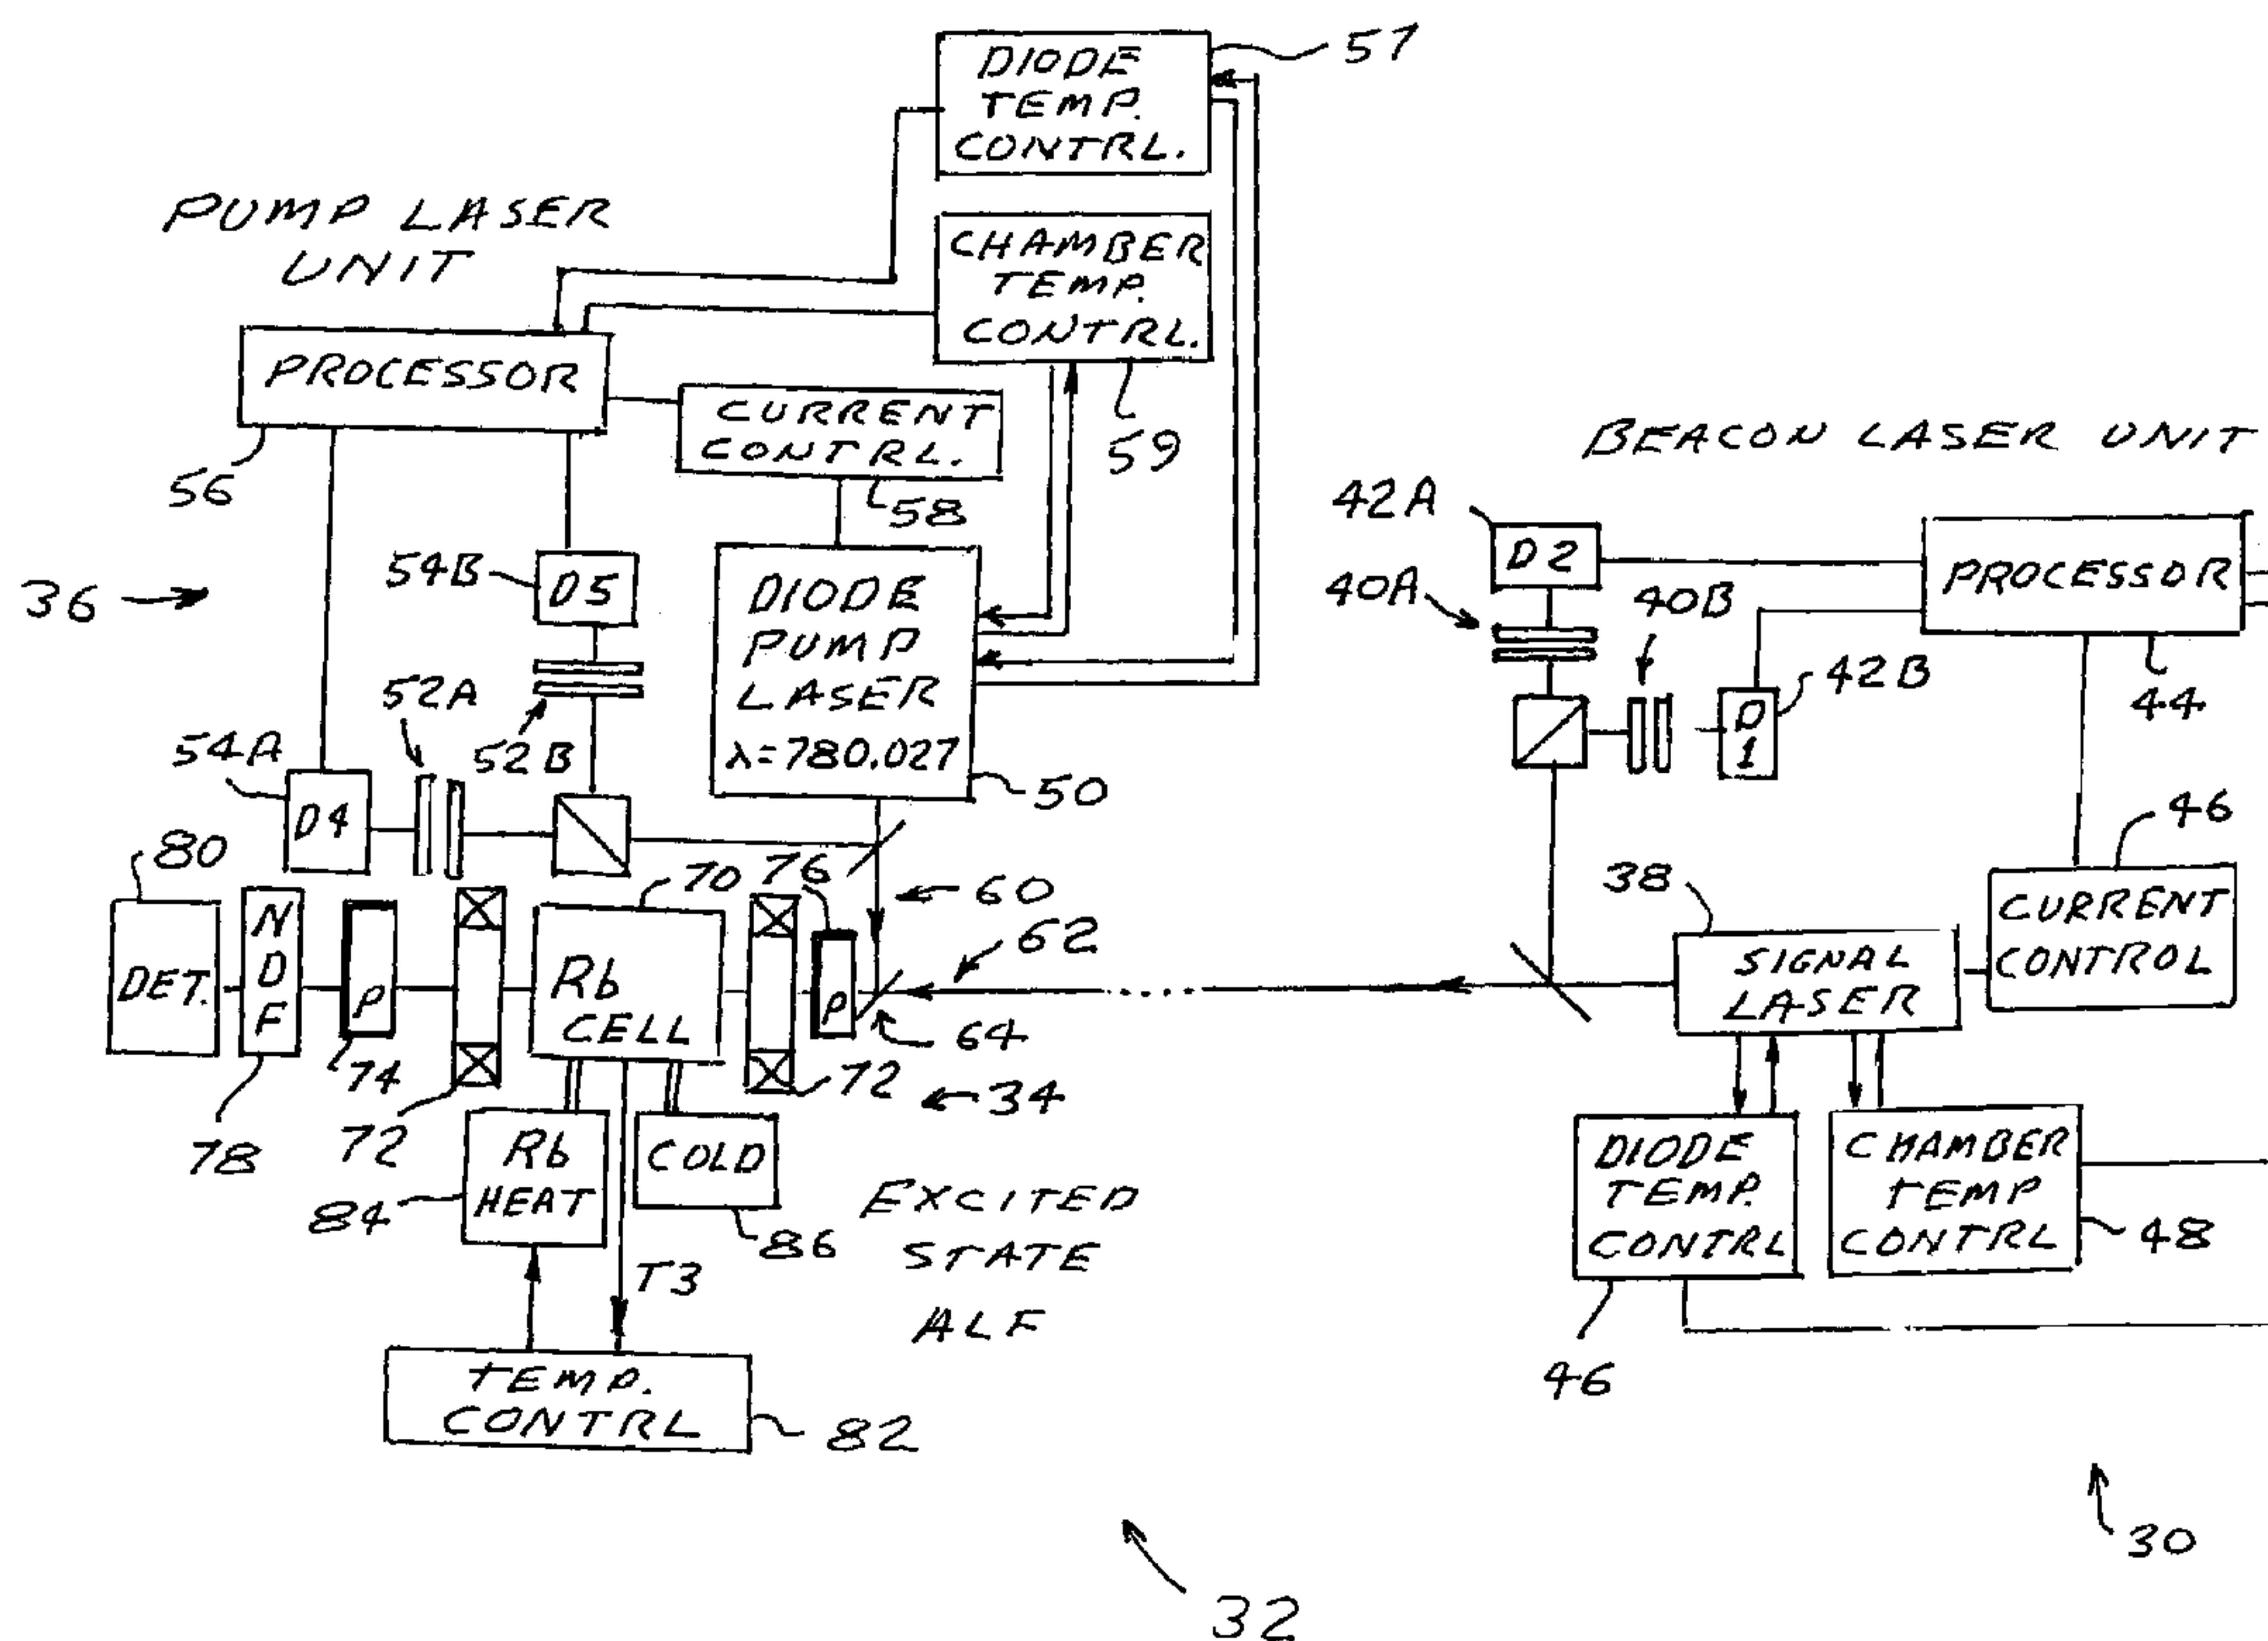 DIODE
TEMP.
CONTRL.
57
PUMP LASER
UNIT
CHAMBER
TEMP.
CONTRL.
59
PROCESSOR
56
CURRENT
CONTRL.
58
36
54B
D5
52A
52B
54A
D4
DIODE
PUMP
LASER
λ=780.027
50
80
DET.
N
D
F
78
P
74
72
70
Rb
CELL
76
P
72
60
62
64
34
Rb
HEAT
84
COLD
86
T3
EXCITED
STATE
ALF
TEMP.
CONTRL
82
32
BEACON LASER UNIT
42A
D2
40A
40B
PROCESSOR
44
D
1
42B
46
CURRENT
CONTROL
38
SIGNAL
LASER
DIODE
TEMP.
CONTRL
46
CHAMBER
TEMP
CONTRL
48
30